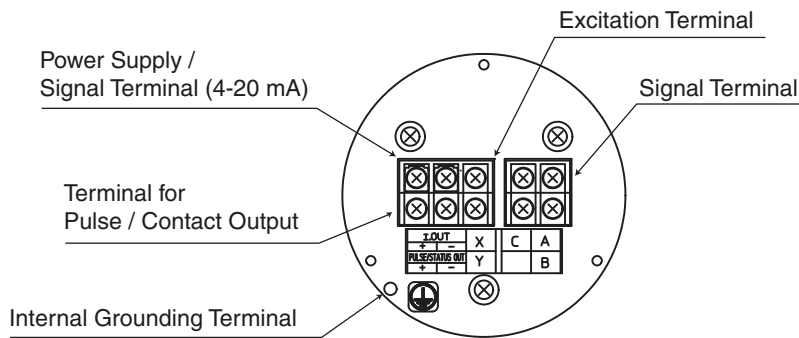 Excitation Terminal
Power Supply /
Signal Terminal (4-20 mA)
Signal Terminal
Terminal for
Pulse / Contact Output
I.OUT X C A
+ -
PULSE/STATUS OUT Y B
+ -
Internal Grounding Terminal